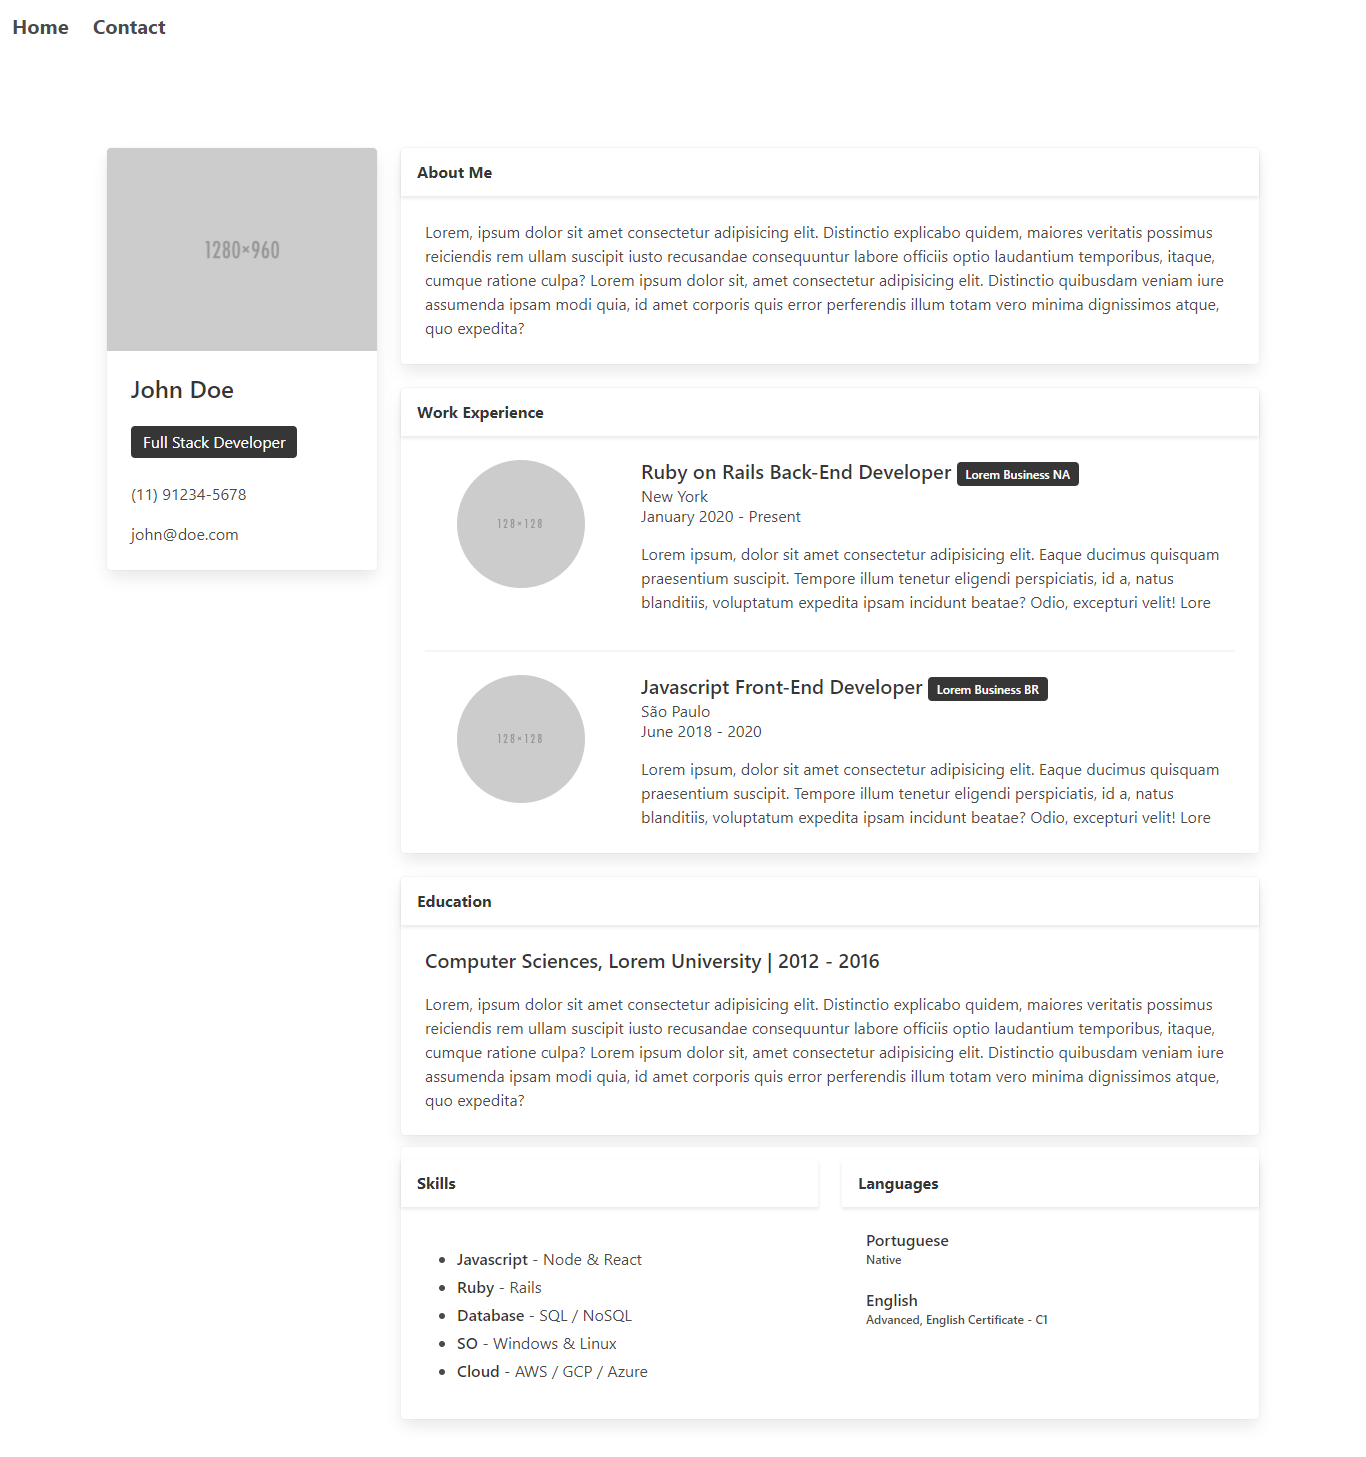 Home Contact
1280×960
John Doe
Full Stack Developer
(11) 91234-5678
john@doe.com
About Me
Lorem, ipsum dolor sit amet consectetur adipisicing elit. Distinctio explicabo quidem, maiores veritatis possimus
reiciendis rem ullam suscipit iusto recusandae consequuntur labore officiis optio laudantium temporibus, itaque,
cumque ratione culpa? Lorem ipsum dolor sit, amet consectetur adipisicing elit. Distinctio quibusdam veniam iure
assumenda ipsam modi quia, id amet corporis quis error perferendis illum totam vero minima dignissimos atque,
quo expedita?
Work Experience
128×128
Ruby on Rails Back-End Developer Lorem Business NA
New York
January 2020 - Present
Lorem ipsum, dolor sit amet consectetur adipisicing elit. Eaque ducimus quisquam
praesentium suscipit. Tempore illum tenetur eligendi perspiciatis, id a, natus
blanditiis, voluptatum expedita ipsam incidunt beatae? Odio, excepturi velit! Lore
128×128
Javascript Front-End Developer Lorem Business BR
São Paulo
June 2018 - 2020
Lorem ipsum, dolor sit amet consectetur adipisicing elit. Eaque ducimus quisquam
praesentium suscipit. Tempore illum tenetur eligendi perspiciatis, id a, natus
blanditiis, voluptatum expedita ipsam incidunt beatae? Odio, excepturi velit! Lore
Education
Computer Sciences, Lorem University | 2012 - 2016
Lorem, ipsum dolor sit amet consectetur adipisicing elit. Distinctio explicabo quidem, maiores veritatis possimus
reiciendis rem ullam suscipit iusto recusandae consequuntur labore officiis optio laudantium temporibus, itaque,
cumque ratione culpa? Lorem ipsum dolor sit, amet consectetur adipisicing elit. Distinctio quibusdam veniam iure
assumenda ipsam modi quia, id amet corporis quis error perferendis illum totam vero minima dignissimos atque,
quo expedita?
Skills
• Javascript - Node & React
• Ruby - Rails
• Database - SQL / NoSQL
• SO - Windows & Linux
• Cloud - AWS / GCP / Azure
Languages
Portuguese
Native
English
Advanced, English Certificate - C1